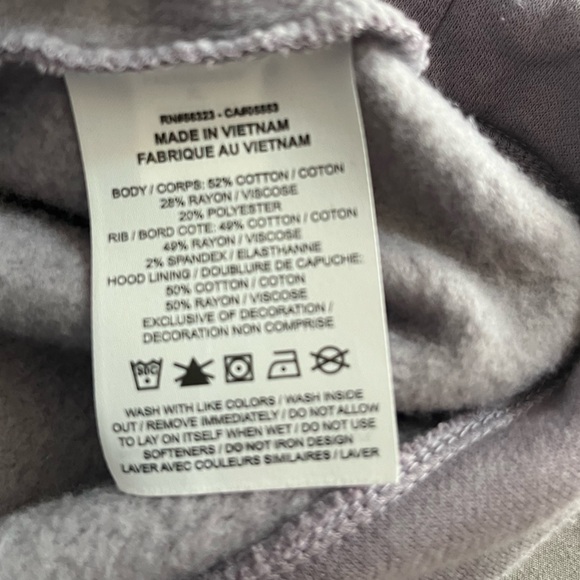 RN#56323 - CA#05553
MADE IN VIETNAM
FABRIQUE AU VIETNAM
BODY / CORPS: 52% COTTON / COTON
28% RAYON / VISCOSE
20% POLYESTER
RIB / BORD COTE: 49% COTTON / COTON
49% RAYON / VISCOSE
2% SPANDEX / ELASTHANNE
HOOD LINING / DOUBLURE DE CAPUCHE:
50% COTTON / COTON
50% RAYON / VISCOSE
EXCLUSIVE OF DECORATION /
DECORATION NON COMPRISE
30C
WASH WITH LIKE COLORS / WASH INSIDE
OUT / REMOVE IMMEDIATELY / DO NOT ALLOW
TO LAY ON ITSELF WHEN WET / DO NOT USE
SOFTENERS / DO NOT IRON DESIGN
LAVER AVEC COULEURS SIMILAIRES / LAVER